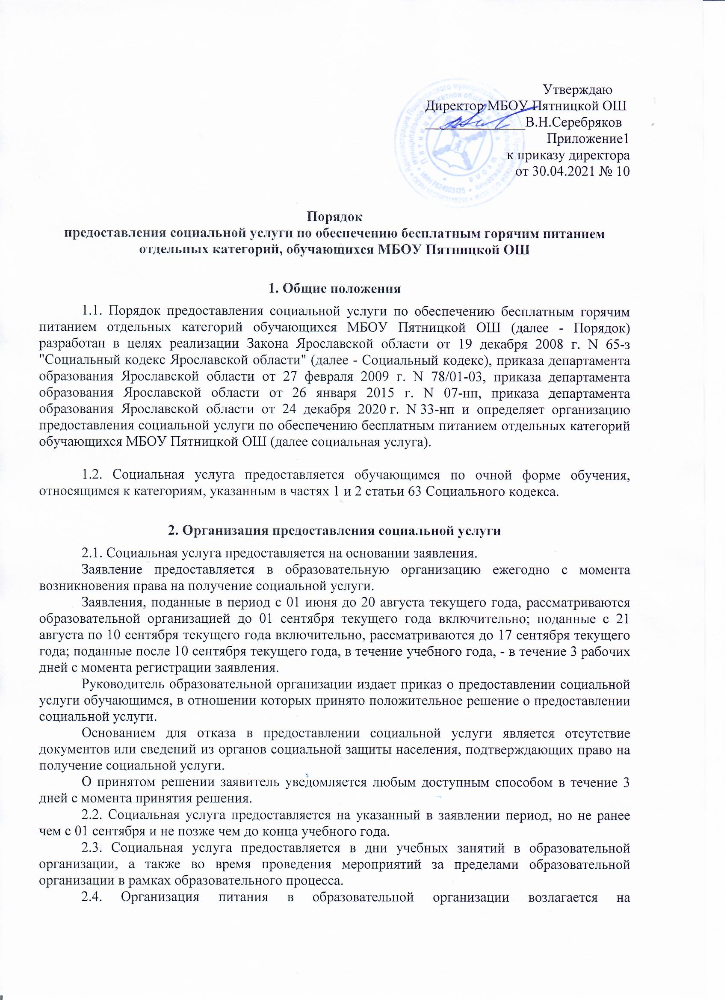 Утверждаю
Директор МБОУ Пятницкой ОШ
______________В.Н.Серебряков
Приложение1
к приказу директора
от 30.04.2021 № 10
Порядок
предоставления социальной услуги по обеспечению бесплатным горячим питанием
отдельных категорий, обучающихся МБОУ Пятницкой ОШ
1. Общие положения
1.1. Порядок предоставления социальной услуги по обеспечению бесплатным горячим
питанием отдельных категорий обучающихся МБОУ Пятницкой ОШ (далее - Порядок)
разработан в целях реализации Закона Ярославской области от 19 декабря 2008 г. N 65-з
"Социальный кодекс Ярославской области" (далее - Социальный кодекс), приказа департамента
образования Ярославской области от 27 февраля 2009 г. N 78/01-03, приказа департамента
образования Ярославской области от 26 января 2015 г. N 07-нп, приказа департамента
образования Ярославской области от 24 декабря 2020 г. N 33-нп и определяет организацию
предоставления социальной услуги по обеспечению бесплатным питанием отдельных категорий
обучающихся МБОУ Пятницкой ОШ (далее социальная услуга).
1.2. Социальная услуга предоставляется обучающимся по очной форме обучения,
относящимся к категориям, указанным в частях 1 и 2 статьи 63 Социального кодекса.
2. Организация предоставления социальной услуги
2.1. Социальная услуга предоставляется на основании заявления.
Заявление предоставляется в образовательную организацию ежегодно с момента
возникновения права на получение социальной услуги.
Заявления, поданные в период с 01 июня до 20 августа текущего года, рассматриваются
образовательной организацией до 01 сентября текущего года включительно; поданные с 21
августа по 10 сентября текущего года включительно, рассматриваются до 17 сентября текущего
года; поданные после 10 сентября текущего года, в течение учебного года, - в течение 3 рабочих
дней с момента регистрации заявления.
Руководитель образовательной организации издает приказ о предоставлении социальной
услуги обучающимся, в отношении которых принято положительное решение о предоставлении
социальной услуги.
Основанием для отказа в предоставлении социальной услуги является отсутствие
документов или сведений из органов социальной защиты населения, подтверждающих право на
получение социальной услуги.
О принятом решении заявитель уведомляется любым доступным способом в течение 3
дней с момента принятия решения.
2.2. Социальная услуга предоставляется на указанный в заявлении период, но не ранее
чем с 01 сентября и не позже чем до конца учебного года.
2.3. Социальная услуга предоставляется в дни учебных занятий в образовательной
организации, а также во время проведения мероприятий за пределами образовательной
организации в рамках образовательного процесса.
2.4. Организация питания в образовательной организации возлагается на